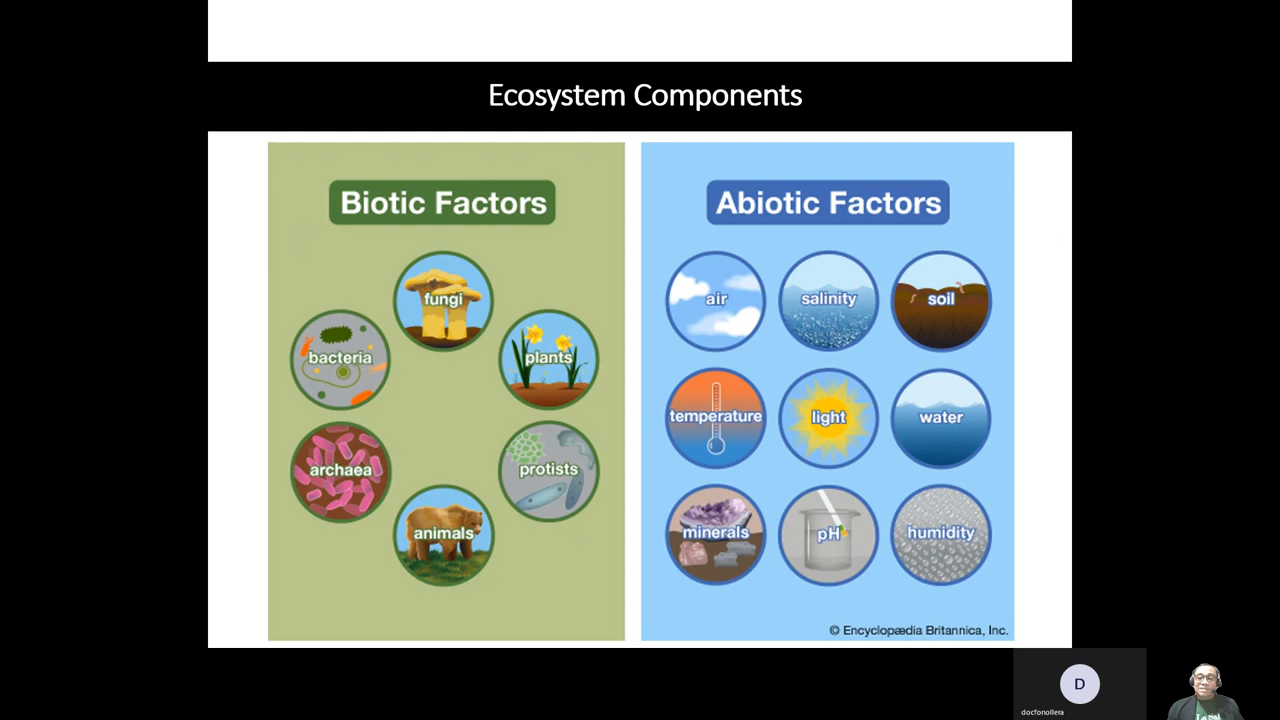 Ecosystem Components
Biotic Factors
fungi
bacteria
plants
archaea
protists
animals
Abiotic Factors
air
salinity
soil
temperature
light
water
minerals
pH
humidity
© Encyclopædia Britannica, Inc.
D
docfonollera